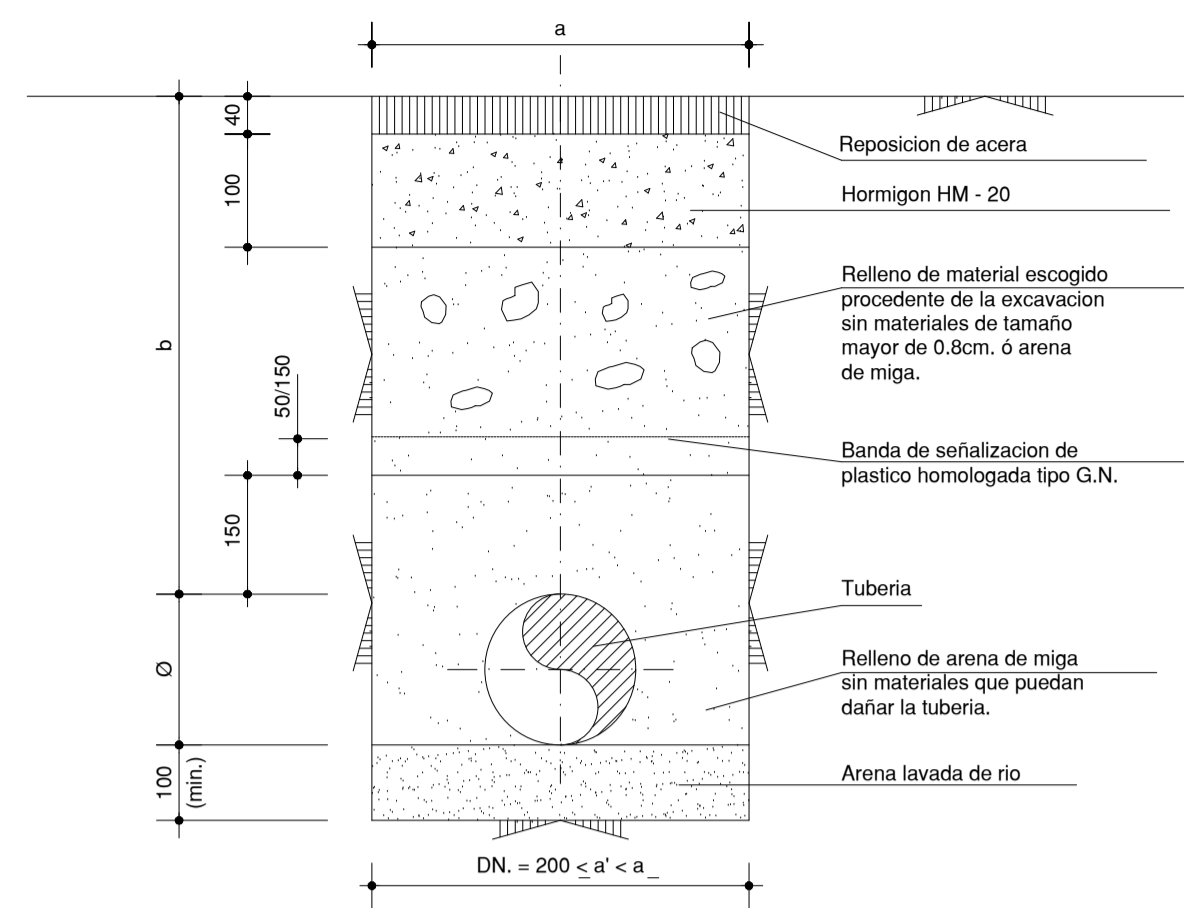 a
40
Reposicion de acera
100
Hormigon HM - 20
Relleno de material escogido
procedente de la excavacion
sin materiales de tamaño
mayor de 0.8cm. ó arena
de miga.
b
50/150
Banda de señalizacion de
plastico homologada tipo G.N.
150
Tuberia
Ø
Relleno de arena de miga
sin materiales que puedan
dañar la tuberia.
100
(min.)
Arena lavada de rio
DN. = 200 < a' < a _